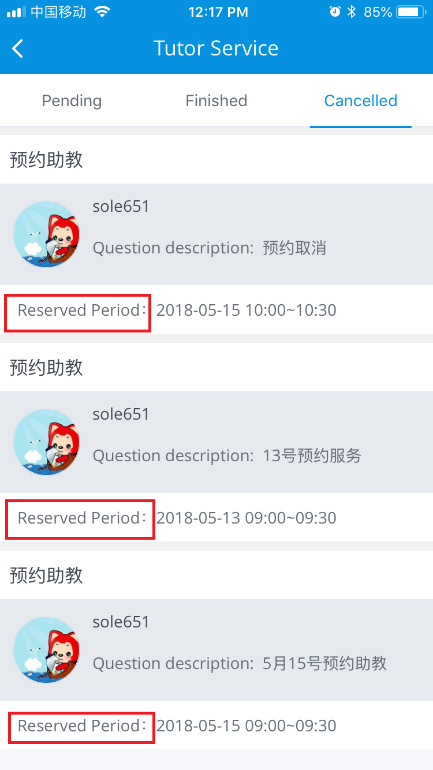 中国移动 12:17 PM 85%
Tutor Service
Pending Finished Cancelled
预约助教
sole651
Question description: 预约取消
Reserved Period: 2018-05-15 10:00~10:30
预约助教
sole651
Question description: 13号预约服务
Reserved Period: 2018-05-13 09:00~09:30
预约助教
sole651
Question description: 5月15号预约助教
Reserved Period: 2018-05-15 09:00~09:30